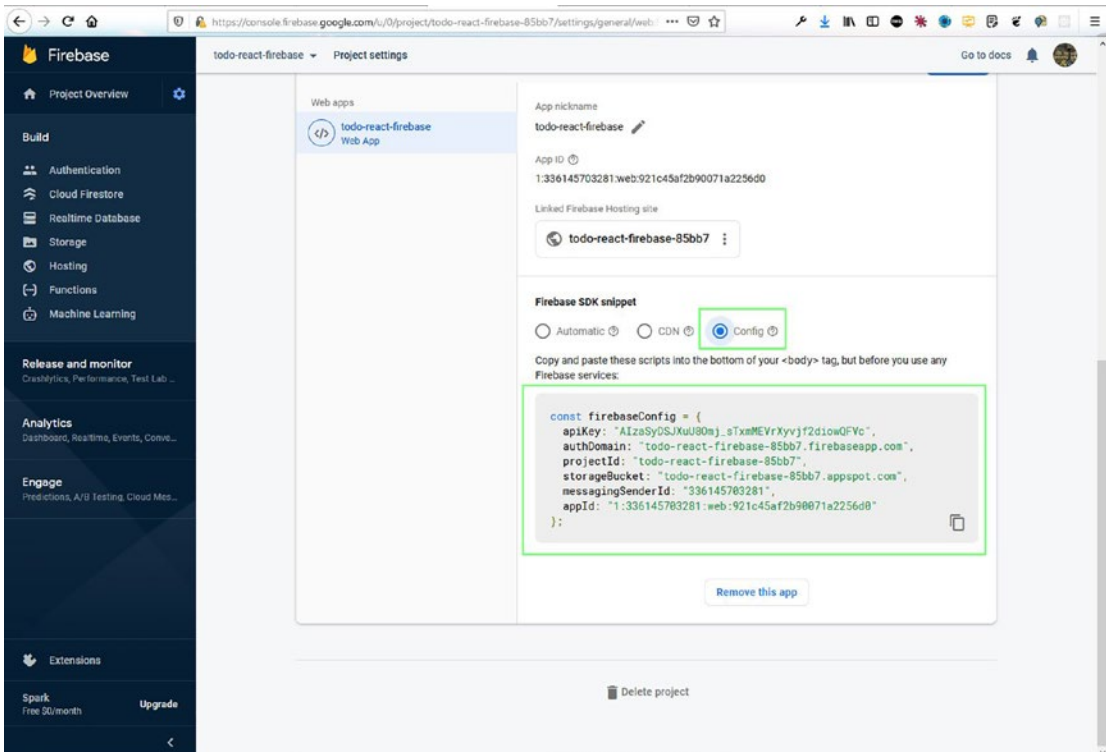 https://console.firebase.google.com/u/0/project/todo-react-firebase-85bb7/settings/general/web
Firebase
todo-react-firebase
Project settings
Go to docs
Project Overview
Build
Authentication
Cloud Firestore
Realtime Database
Storage
Hosting
Functions
Machine Learning
Release and monitor
Crashlytics, Performance, Test Lab ...
Analytics
Dashboard, Realtime, Events, Conve...
Engage
Predictions, A/B Testing, Cloud Mes...
Extensions
Spark
Free $0/month
Upgrade
Web apps
todo-react-firebase
Web App
App nickname
todo-react-firebase
App ID
1:336145703281:web:921c45af2b90071a2256d0
Linked Firebase Hosting site
todo-react-firebase-85bb7
Firebase SDK snippet
Automatic
CDN
Config
Copy and paste these scripts into the bottom of your <body> tag, but before you use any
Firebase services:
const firebaseConfig = {
apiKey: "AIzaSyDSJXuU8Omj_sTxmMEVrXyvjf2diowQFVc",
authDomain: "todo-react-firebase-85bb7.firebaseapp.com",
projectId: "todo-react-firebase-85bb7",
storageBucket: "todo-react-firebase-85bb7.appspot.com",
messagingSenderId: "336145703281",
appId: "1:336145703281:web:921c45af2b90071a2256d0"
};
Remove this app
Delete project